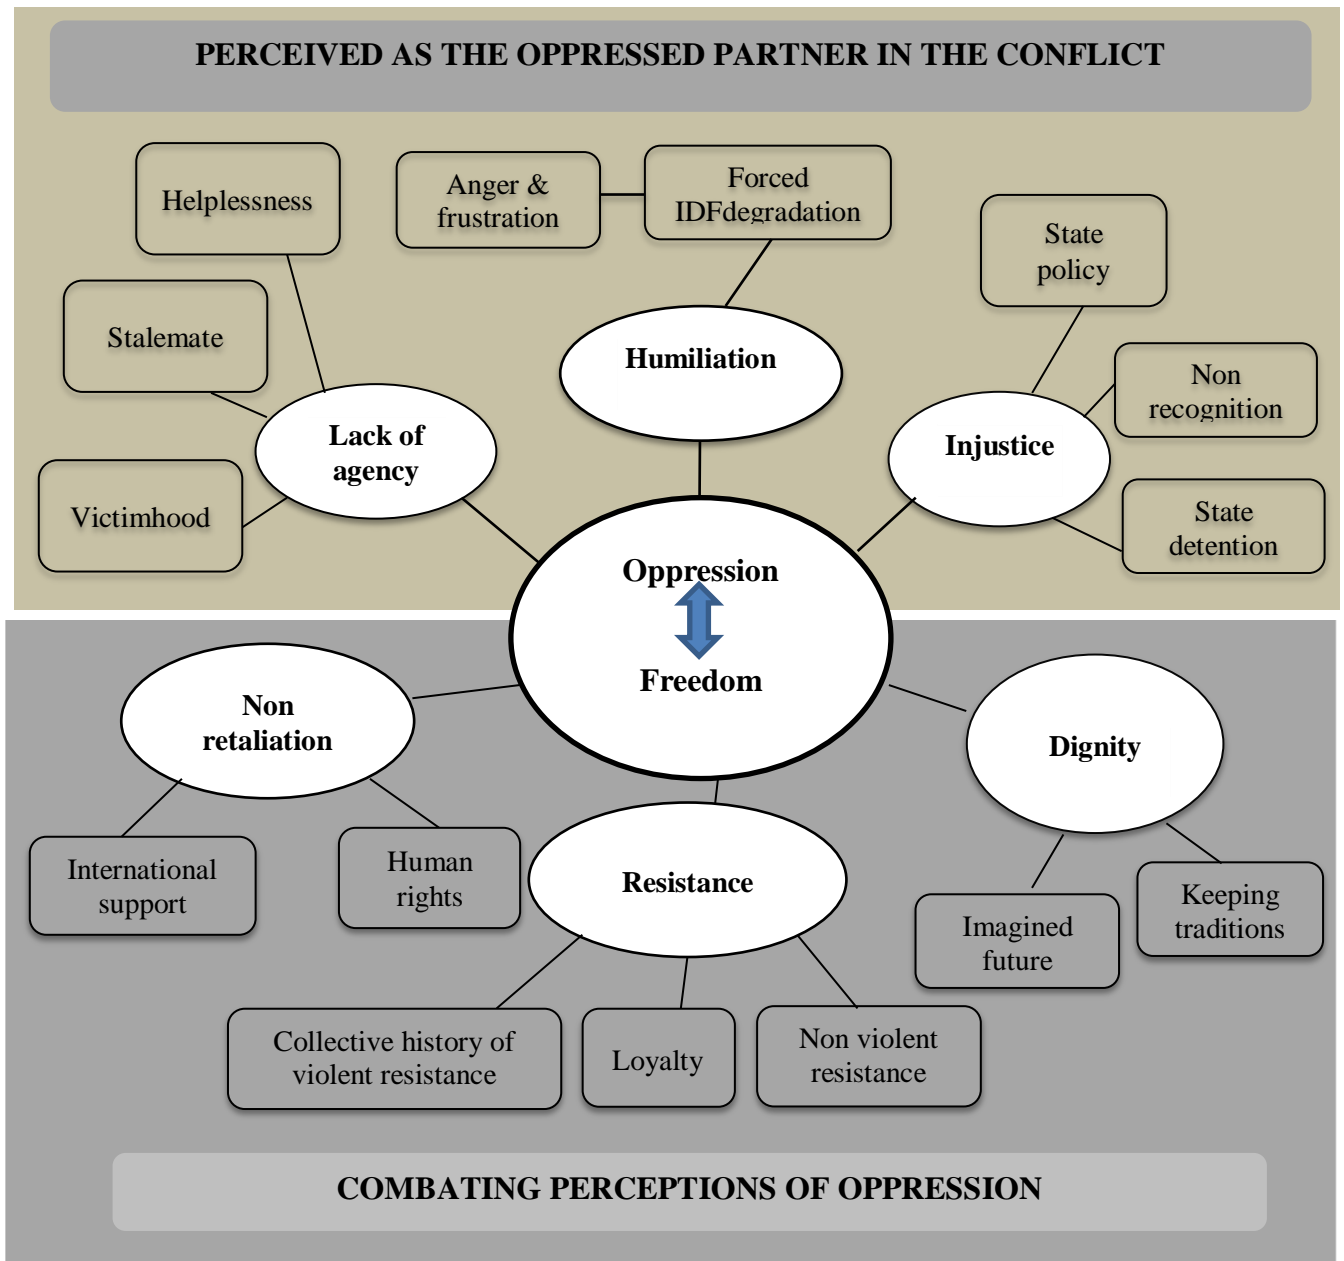 PERCEIVED AS THE OPPRESSED PARTNER IN THE CONFLICT
Helplessness
Anger &
frustration
Forced
IDFdegradation
State
policy
Stalemate
Humiliation
Non
recognition
Lack of
agency
Injustice
Victimhood
State
detention
Oppression
Freedom
Non
retaliation
Dignity
International
support
Human
rights
Resistance
Imagined
future
Keeping
traditions
Collective history of
violent resistance
Loyalty
Non violent
resistance
COMBATING PERCEPTIONS OF OPPRESSION